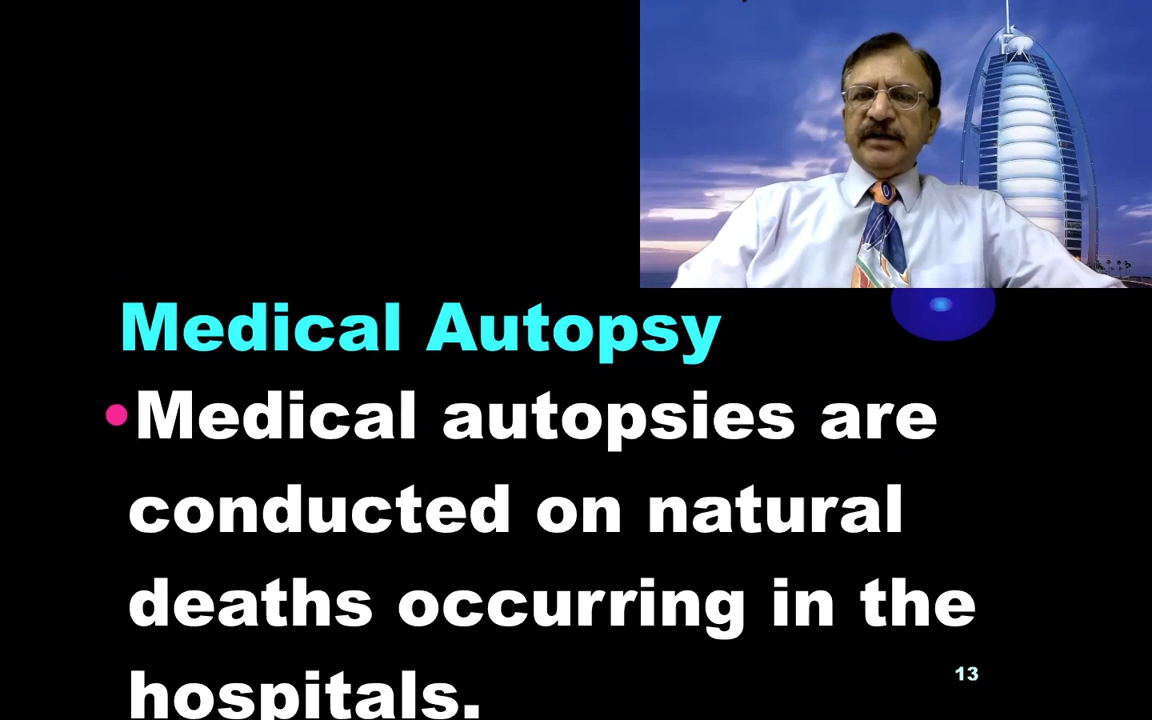 Medical Autopsy
•Medical autopsies are
conducted on natural
deaths occurring in the
hospitals.
13